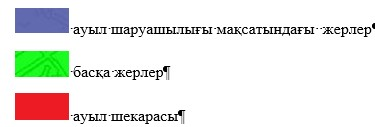 ауыл шаруашылығы мақсатындағы жерлер¶
басқа жерлер¶
ауыл шекарасы¶